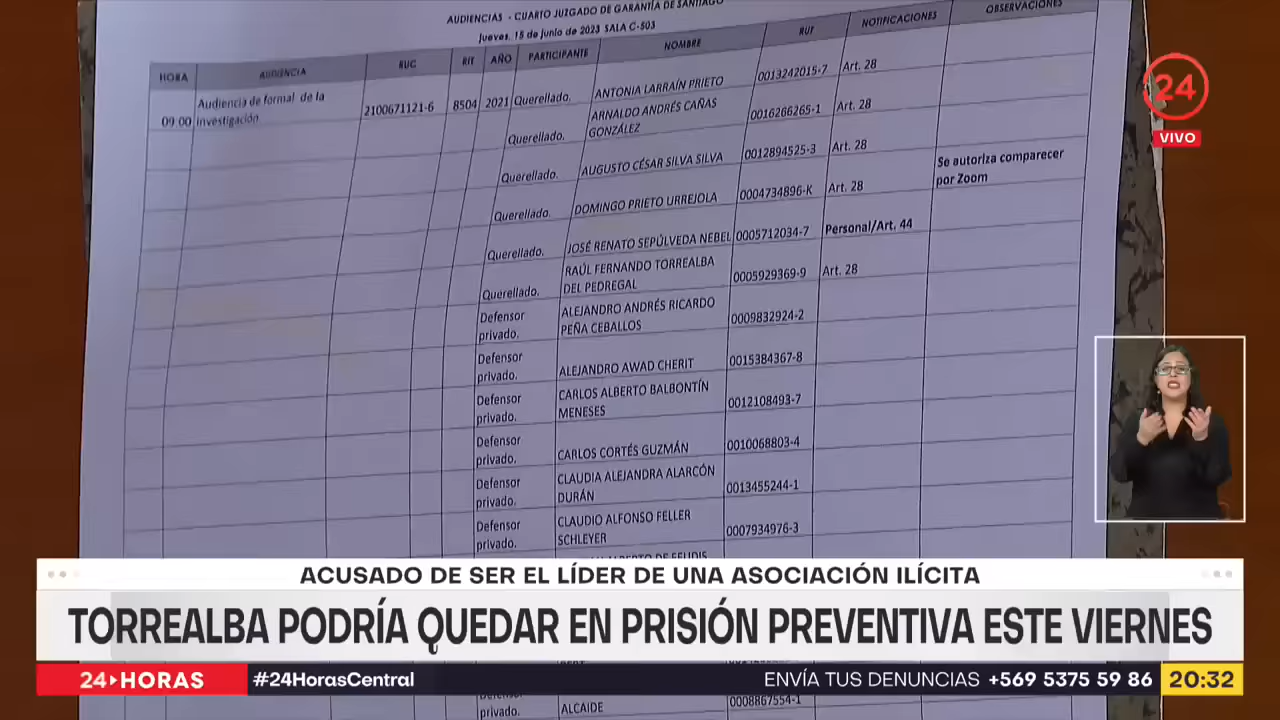 AUDIENCIAS - CUARTO JUZGADO DE GARANTÍA DE SANTIAGO
Jueves, 15 de junio de 2023 SALA C-503
HORA AUDIENCIA RUC RIT AÑO PARTICIPANTE NOMBRE RUT NOTIFICACIONES OBSERVACIONES
09:00 Audiencia de formal. de la investigación 2100671121-6 8504 2021 Querellado. ANTONIA LARRAÍN PRIETO 0013242015-7 Art. 28
Querellado. ARNALDO ANDRÉS CAÑAS GONZÁLEZ 0016266265-1 Art. 28
Querellado. AUGUSTO CÉSAR SILVA SILVA 0012894525-3 Art. 28
Querellado. DOMINGO PRIETO URREJOLA 0004734896-K Art. 28 Se autoriza comparecer por Zoom
Querellado. JOSÉ RENATO SEPÚLVEDA NEBEL 0005712034-7 Personal/Art. 44
Querellado. RAÚL FERNANDO TORREALBA DEL PEDREGAL 0005929369-9 Art. 28
Defensor privado. ALEJANDRO ANDRÉS RICARDO PEÑA CEBALLOS 0009832924-2
Defensor privado. ALEJANDRO AWAD CHERIT 0015384367-8
Defensor privado. CARLOS ALBERTO BALBONTÍN MENESES 0012108493-7
Defensor privado. CARLOS CORTÉS GUZMÁN 0010068803-4
Defensor privado. CLAUDIA ALEJANDRA ALARCÓN DURÁN 0013455244-1
Defensor privado. CLAUDIO ALFONSO FELLER SCHLEYER 0007934976-3
24
VIVO
ACUSADO DE SER EL LÍDER DE UNA ASOCIACIÓN ILÍCITA
TORREALBA PODRÍA QUEDAR EN PRISIÓN PREVENTIVA ESTE VIERNES
24 HORAS #24HorasCentral ENVÍA TUS DENUNCIAS +569 5375 59 86 20:32
privado. ALCAIDE 0008867554-1